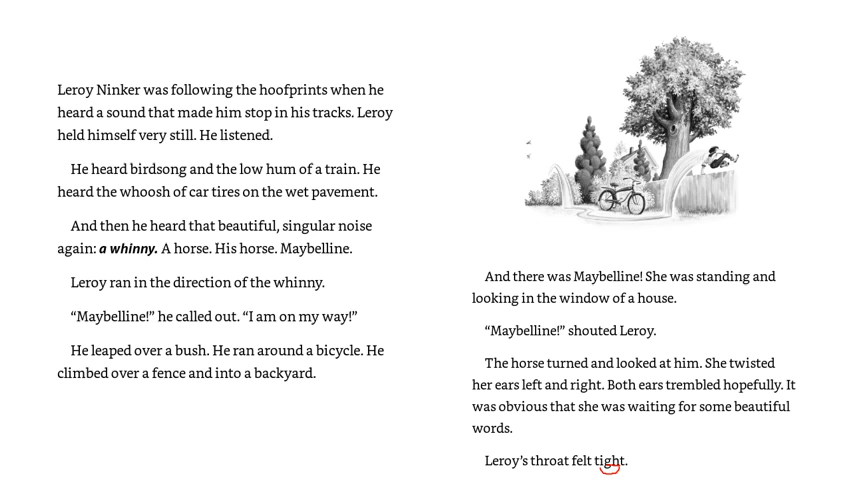 Leroy Ninker was following the hoofprints when he
heard a sound that made him stop in his tracks. Leroy
held himself very still. He listened.
He heard birdsong and the low hum of a train. He
heard the whoosh of car tires on the wet pavement.
And then he heard that beautiful, singular noise
again: a whinny. A horse. His horse. Maybelline.
Leroy ran in the direction of the whinny.
“Maybelline!” he called out. “I am on my way!”
He leaped over a bush. He ran around a bicycle. He
climbed over a fence and into a backyard.
And there was Maybelline! She was standing and
looking in the window of a house.
“Maybelline!” shouted Leroy.
The horse turned and looked at him. She twisted
her ears left and right. Both ears trembled hopefully. It
was obvious that she was waiting for some beautiful
words.
Leroy’s throat felt tight.